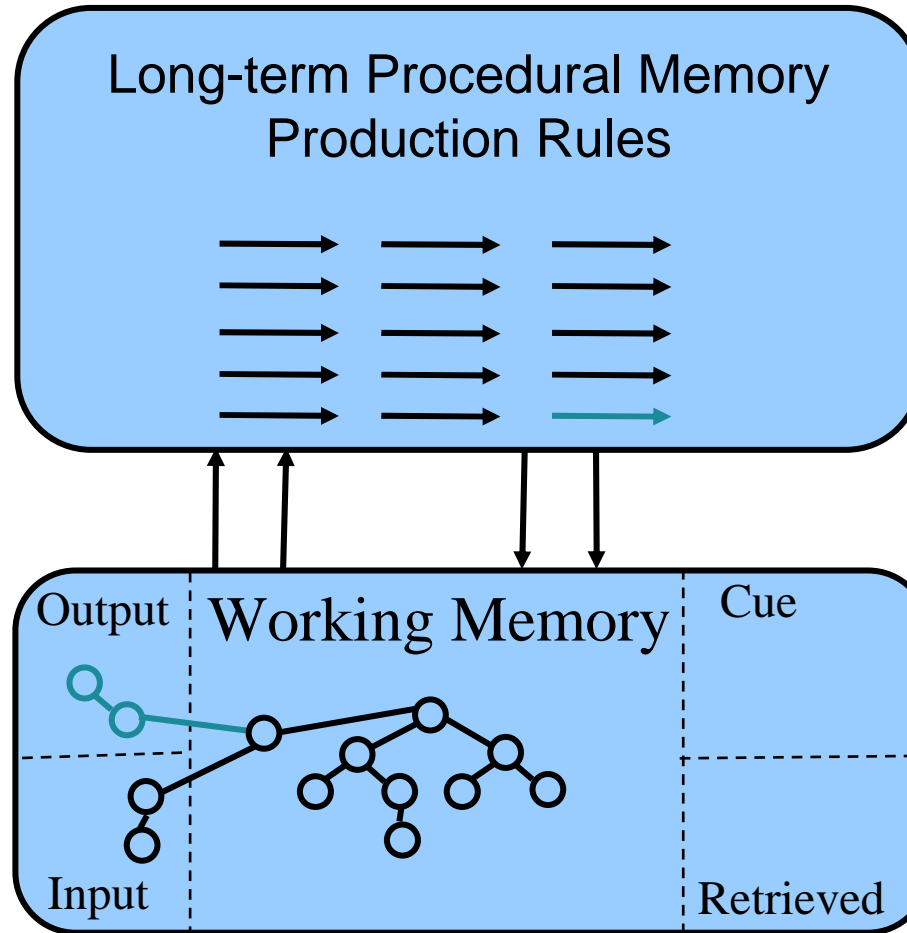 Long-term Procedural Memory
Production Rules
Output
Working Memory
Cue
Input
Retrieved